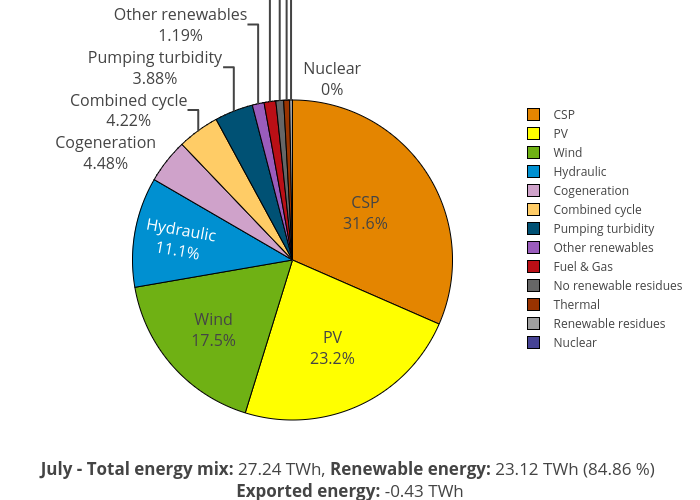 Other renewables
1.19%
Pumping turbidity
3.88%
Combined cycle
4.22%
Cogeneration
4.48%
Nuclear
0%
CSP
31.6%
Hydraulic
11.1%
Wind
17.5%
PV
23.2%
CSP
PV
Wind
Hydraulic
Cogeneration
Combined cycle
Pumping turbidity
Other renewables
Fuel & Gas
No renewable residues
Thermal
Renewable residues
Nuclear
July - Total energy mix: 27.24 TWh, Renewable energy: 23.12 TWh (84.86 %)
Exported energy: -0.43 TWh